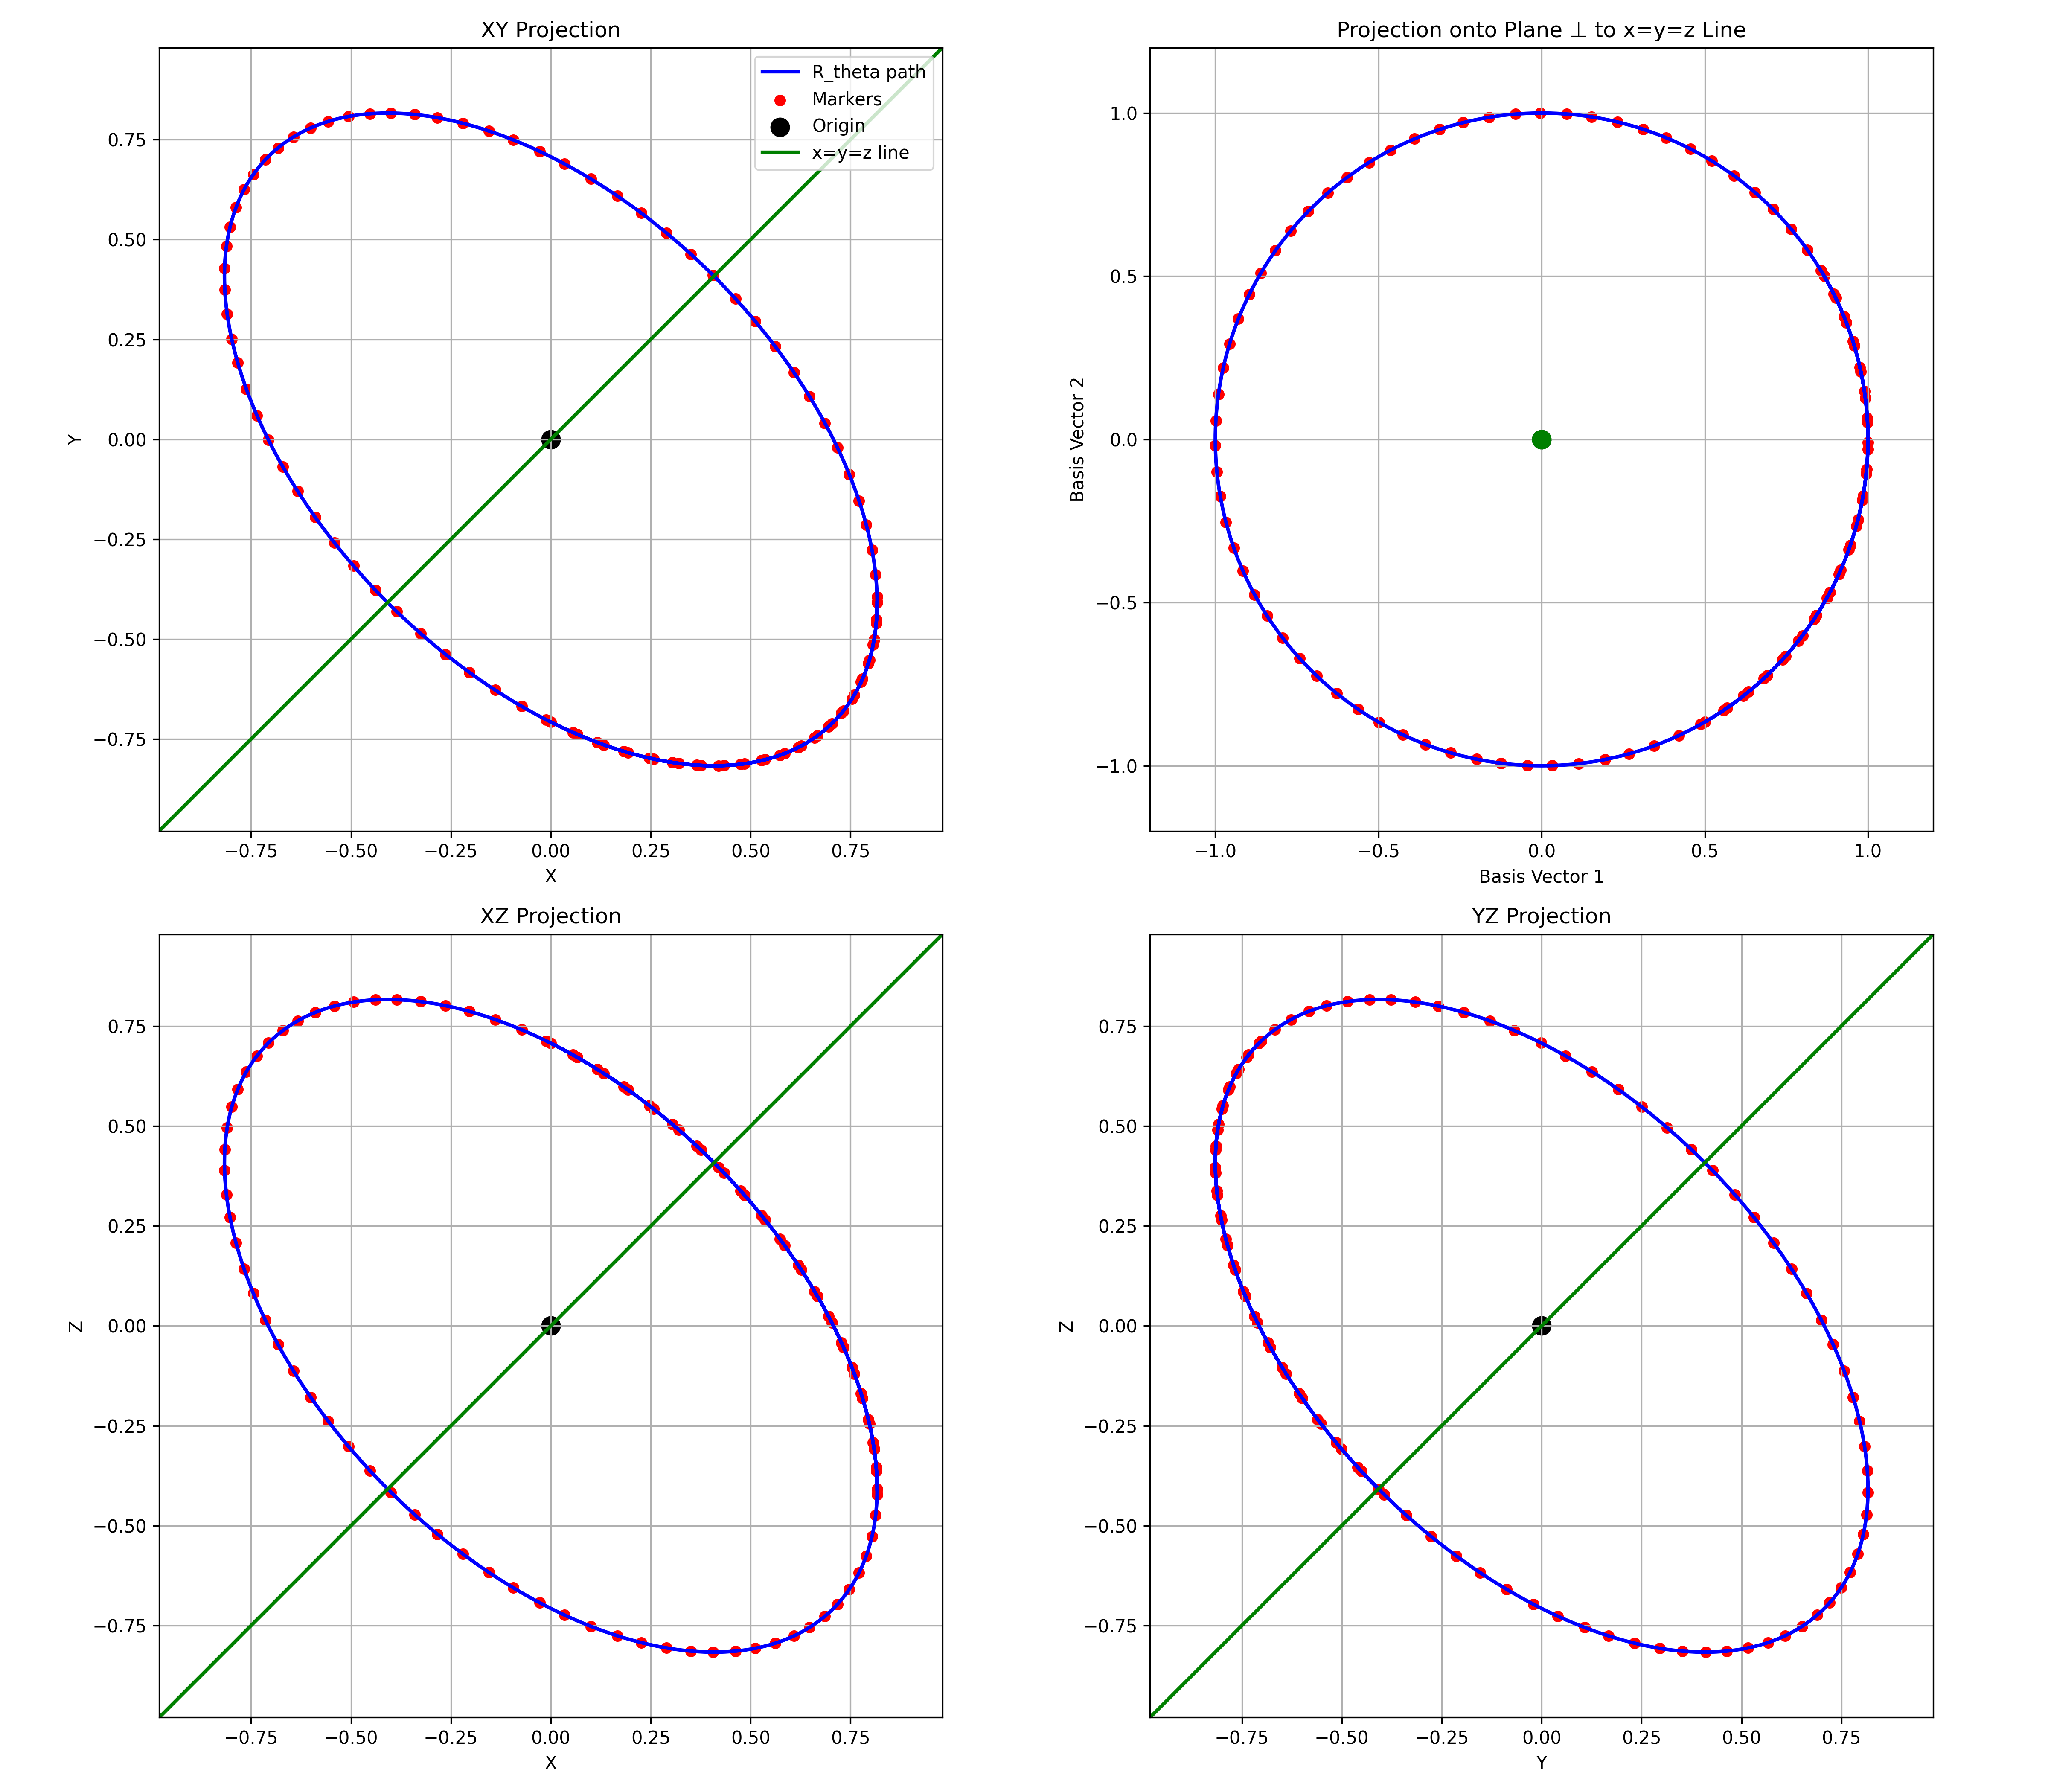 XY Projection
R_theta path
Markers
Origin
x=y=z line
0.75
0.50
0.25
0.00
−0.25
−0.50
−0.75
Y
−0.75 −0.50 −0.25 0.00 0.25 0.50 0.75
X
Projection onto Plane ⊥ to x=y=z Line
1.0
0.5
0.0
−0.5
−1.0
Basis Vector 2
−1.0 −0.5 0.0 0.5 1.0
Basis Vector 1
XZ Projection
0.75
0.50
0.25
0.00
−0.25
−0.50
−0.75
Z
−0.75 −0.50 −0.25 0.00 0.25 0.50 0.75
X
YZ Projection
0.75
0.50
0.25
0.00
−0.25
−0.50
−0.75
Z
−0.75 −0.50 −0.25 0.00 0.25 0.50 0.75
Y